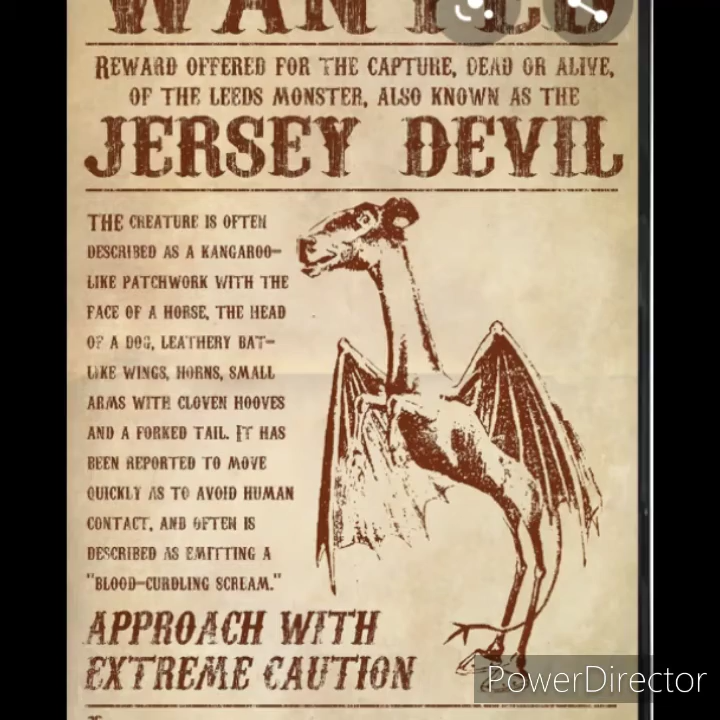 WANTED
REWARD OFFERED FOR THE CAPTURE, DEAD OR ALIVE,
OF THE LEEDS MONSTER, ALSO KNOWN AS THE
JERSEY DEVIL
THE CREATURE IS OFTEN
DESCRIBED AS A KANGAROO-
LIKE PATCHWORK WITH THE
FACE OF A HORSE, THE HEAD
OF A DOG, LEATHERY BAT-
LIKE WINGS, HORNS, SMALL
ARMS WITH CLOVEN HOOVES
AND A FORKED TAIL. IT HAS
BEEN REPORTED TO MOVE
QUICKLY AS TO AVOID HUMAN
CONTACT, AND OFTEN IS
DESCRIBED AS EMITTING A
"BLOOD-CURDLING SCREAM."
APPROACH WITH
EXTREME CAUTION
PowerDirector